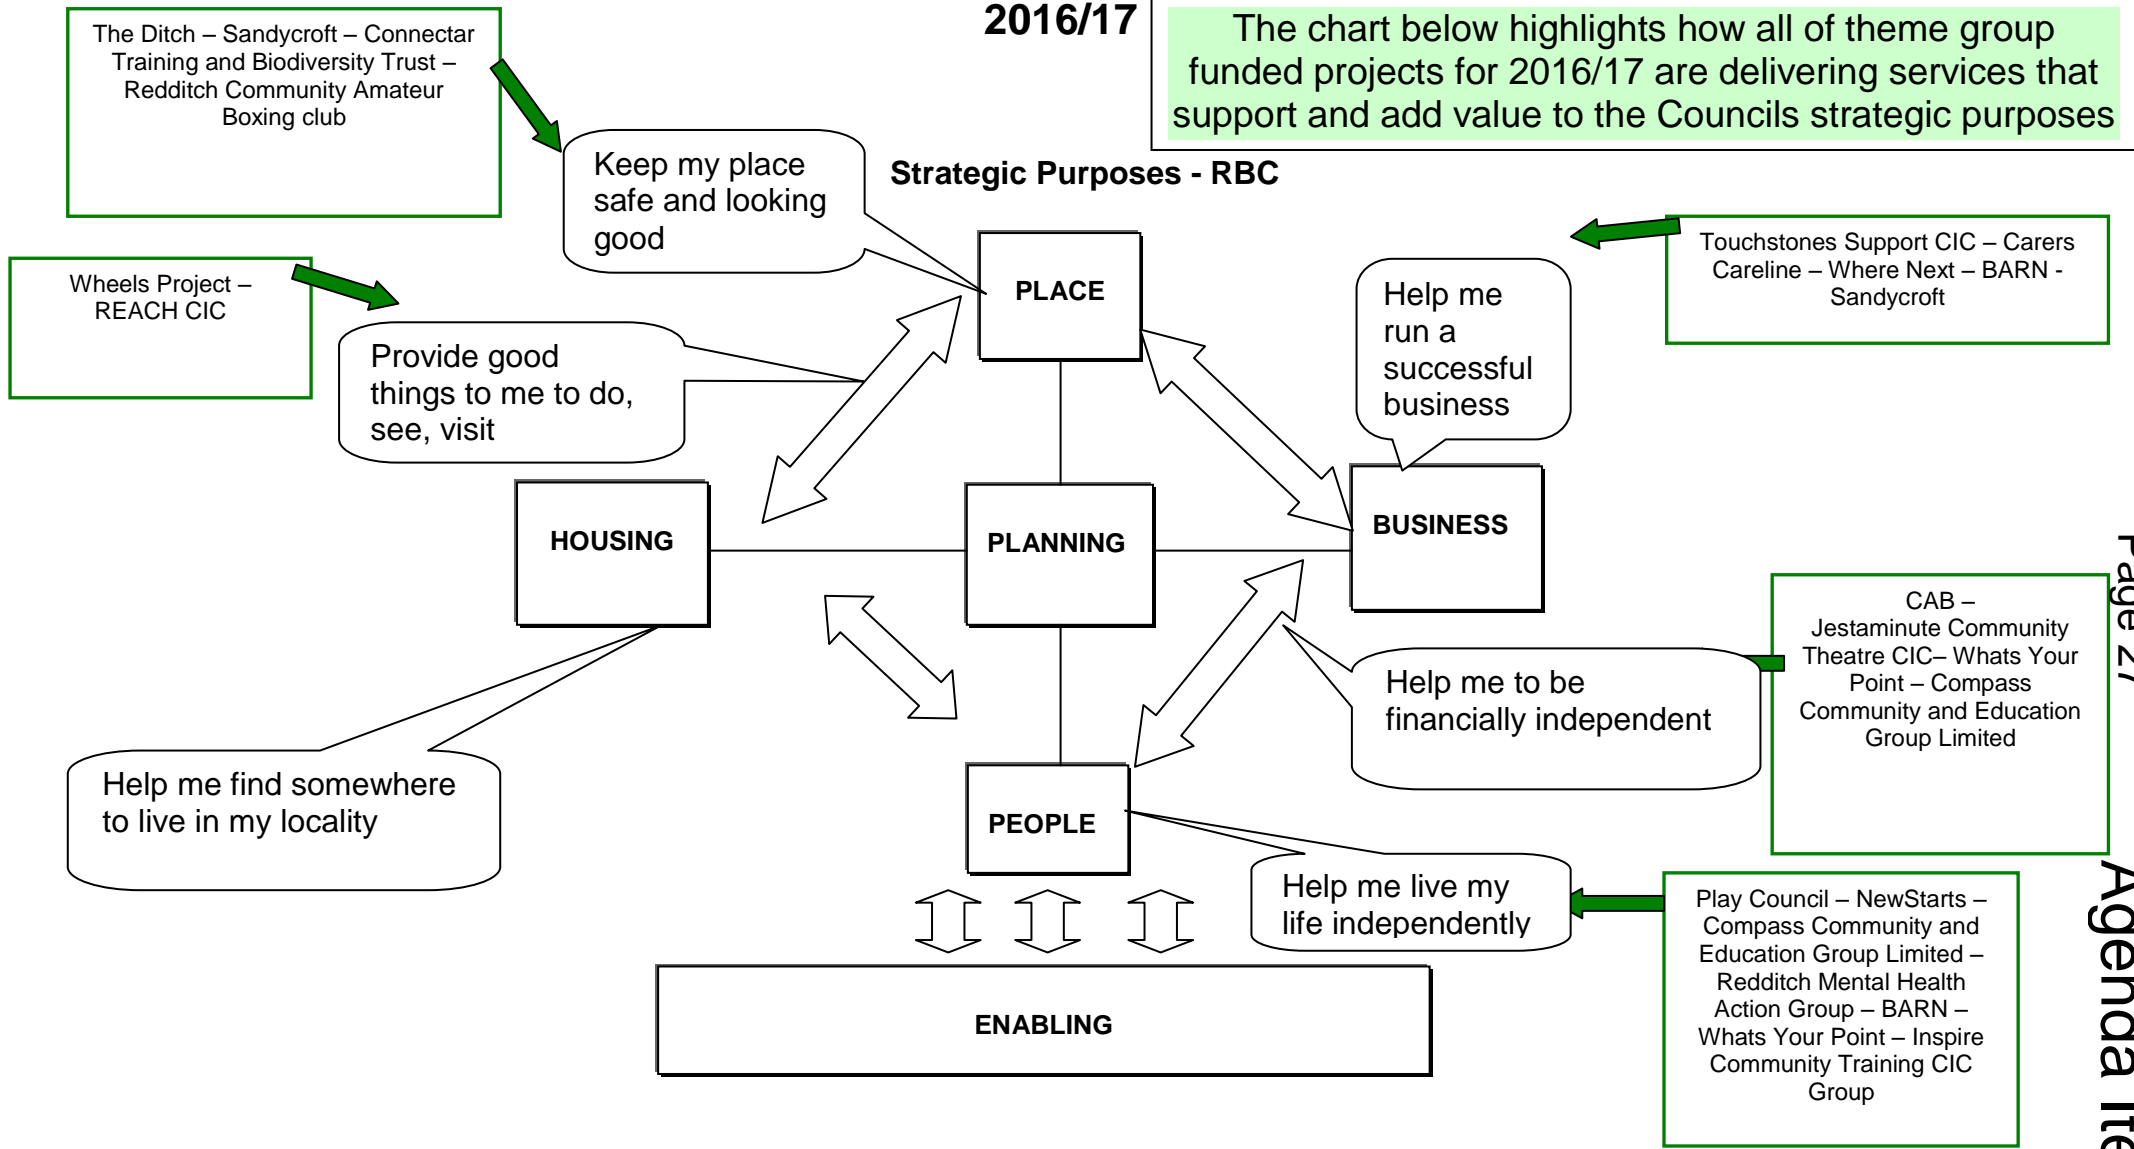 2016/17
The chart below highlights how all of theme group
funded projects for 2016/17 are delivering services that
support and add value to the Councils strategic purposes
The Ditch – Sandycroft – Connectar
Training and Biodiversity Trust –
Redditch Community Amateur
Boxing club
Keep my place
safe and looking
good
Strategic Purposes - RBC
Touchstones Support CIC – Carers
Careline – Where Next – BARN -
Sandycroft
Wheels Project –
REACH CIC
PLACE
Help me
run a
successful
business
Provide good
things to me to do,
see, visit
HOUSING
PLANNING
BUSINESS
Page 27
CAB –
Jestaminute Community
Theatre CIC– Whats Your
Point – Compass
Community and Education
Group Limited
Help me to be
financially independent
Help me find somewhere
to live in my locality
PEOPLE
Help me live my
life independently
Play Council – NewStarts –
Compass Community and
Education Group Limited –
Redditch Mental Health
Action Group – BARN –
Whats Your Point – Inspire
Community Training CIC
Group
Agenda
ENABLING